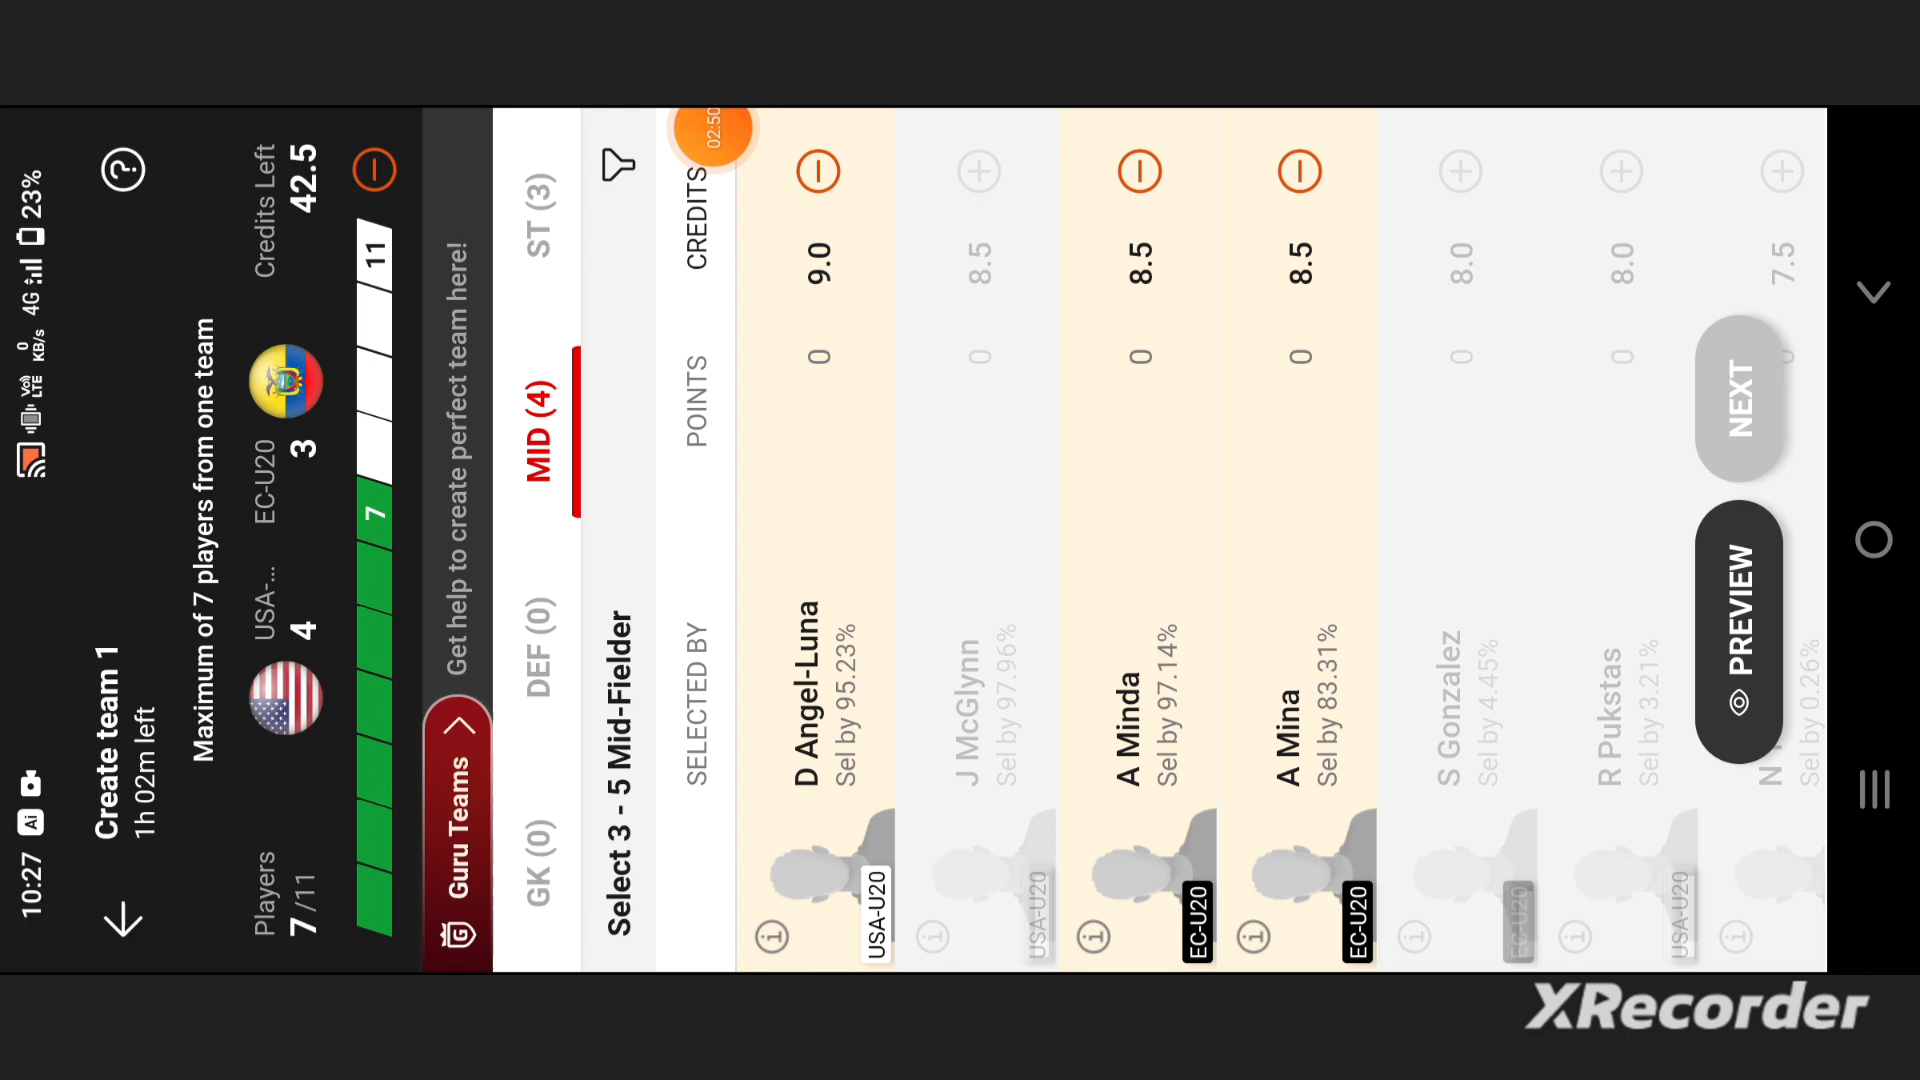 10:27 Ai VoLTE 0 KB/s 4G 23%
Create team 1
1h 02m left
Maximum of 7 players from one team
Players USA-... EC-U20 Credits Left
7/11 4 3 42.5
7 11
Guru Teams Get help to create perfect team here!
GK (0) DEF (0) MID (4) ST (3)
Select 3 - 5 Mid-Fielder
SELECTED BY POINTS CREDITS
02:50
D Angel-Luna 0 9.0
Sel by 95.23%
USA-U20
J McGlynn 0 8.5
Sel by 97.96%
USA-U20
A Minda 0 8.5
Sel by 97.14%
EC-U20
A Mina 0 8.5
Sel by 83.31%
EC-U20
S Gonzalez 0 8.0
Sel by 4.45%
EC-U20
R Pukstas 0 8.0
Sel by 3.21%
USA-U20
N 0 7.5
Sel by 0.26%
PREVIEW NEXT
XRecorder